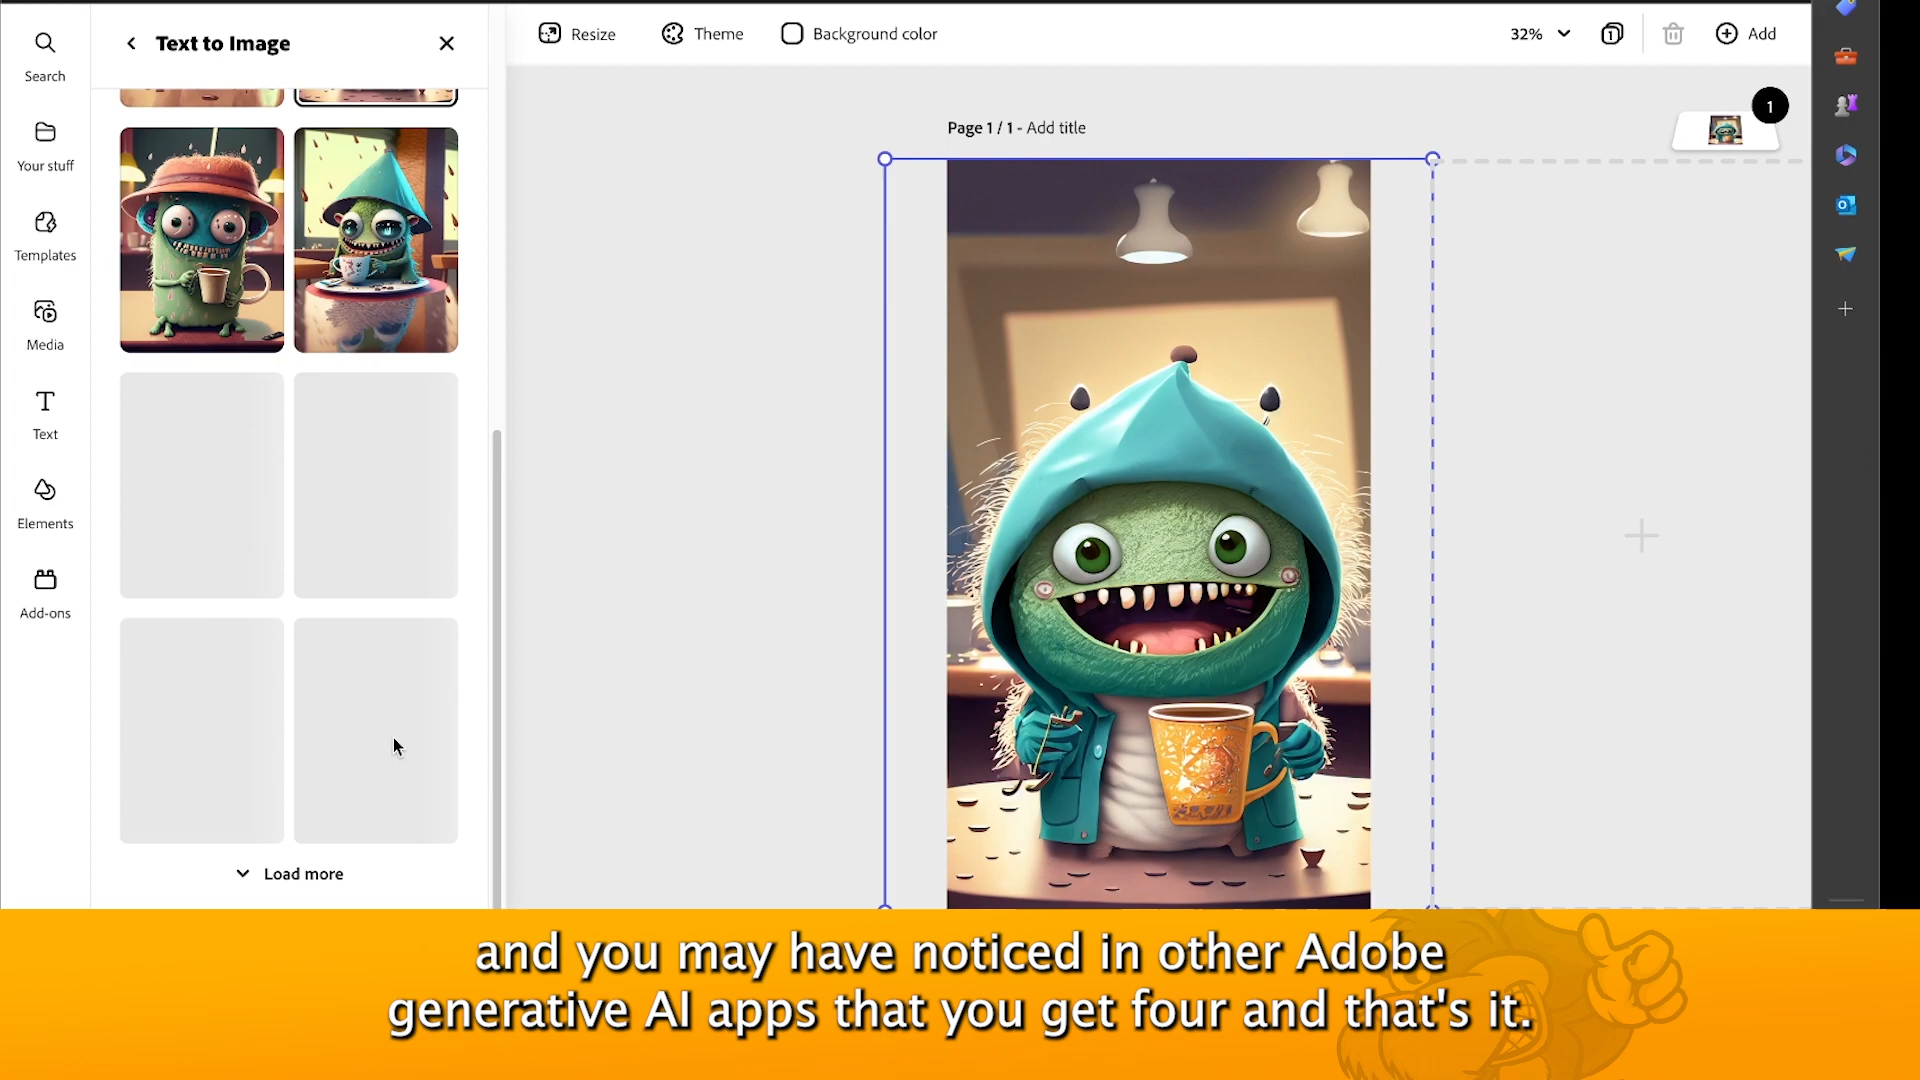 Text to Image
Resize
Theme
Background color
32%
1
Add
Search
Your stuff
Templates
Media
Text
Elements
Add-ons
Page 1 / 1 - Add title
1
Load more
and you may have noticed in other Adobe
generative AI apps that you get four and that's it.